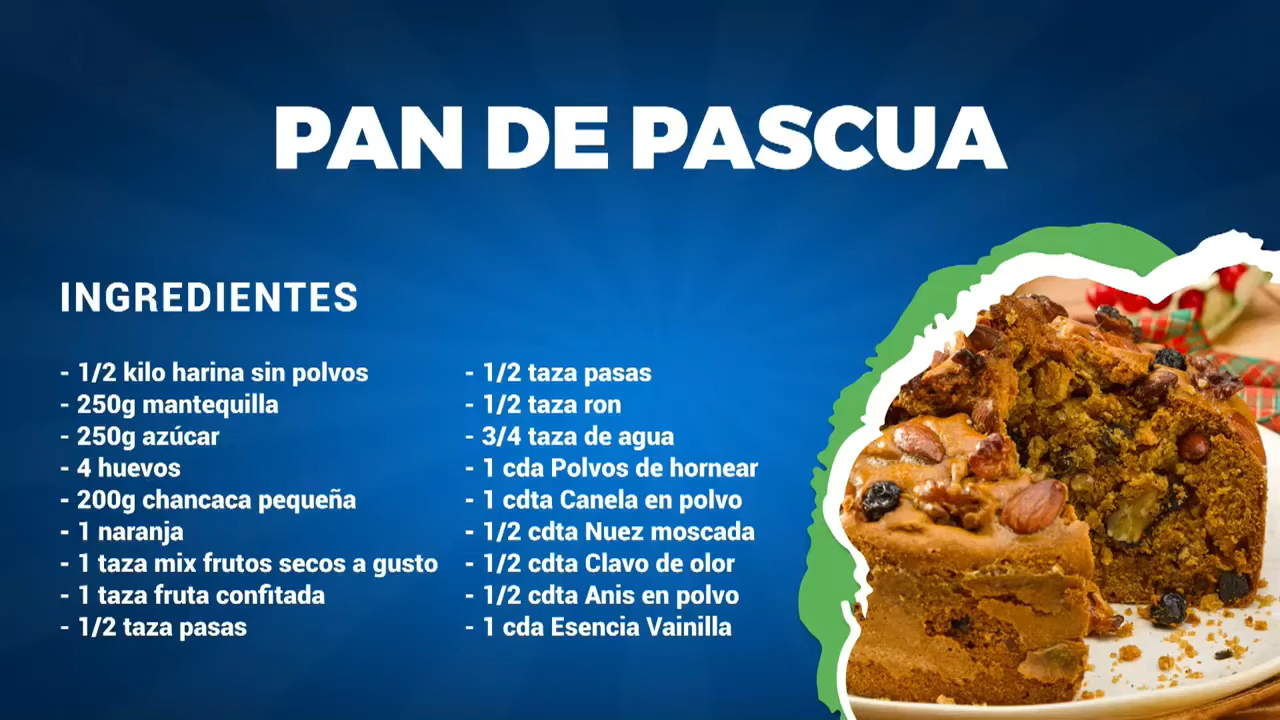 PAN DE PASCUA
INGREDIENTES
- 1/2 kilo harina sin polvos
- 250g mantequilla
- 250g azúcar
- 4 huevos
- 200g chancaca pequeña
- 1 naranja
- 1 taza mix frutos secos a gusto
- 1 taza fruta confitada
- 1/2 taza pasas
- 1/2 taza pasas
- 1/2 taza ron
- 3/4 taza de agua
- 1 cda Polvos de hornear
- 1 cdta Canela en polvo
- 1/2 cdta Nuez moscada
- 1/2 cdta Clavo de olor
- 1/2 cdta Anis en polvo
- 1 cda Esencia Vainilla